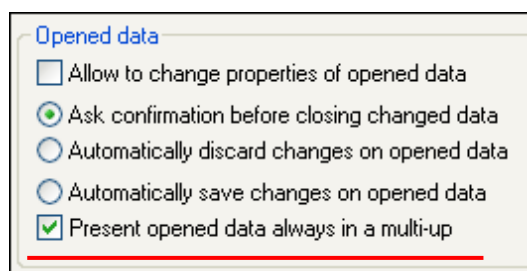 Opened data
Allow to change properties of opened data
Ask confirmation before closing changed data
Automatically discard changes on opened data
Automatically save changes on opened data
Present opened data always in a multi-up